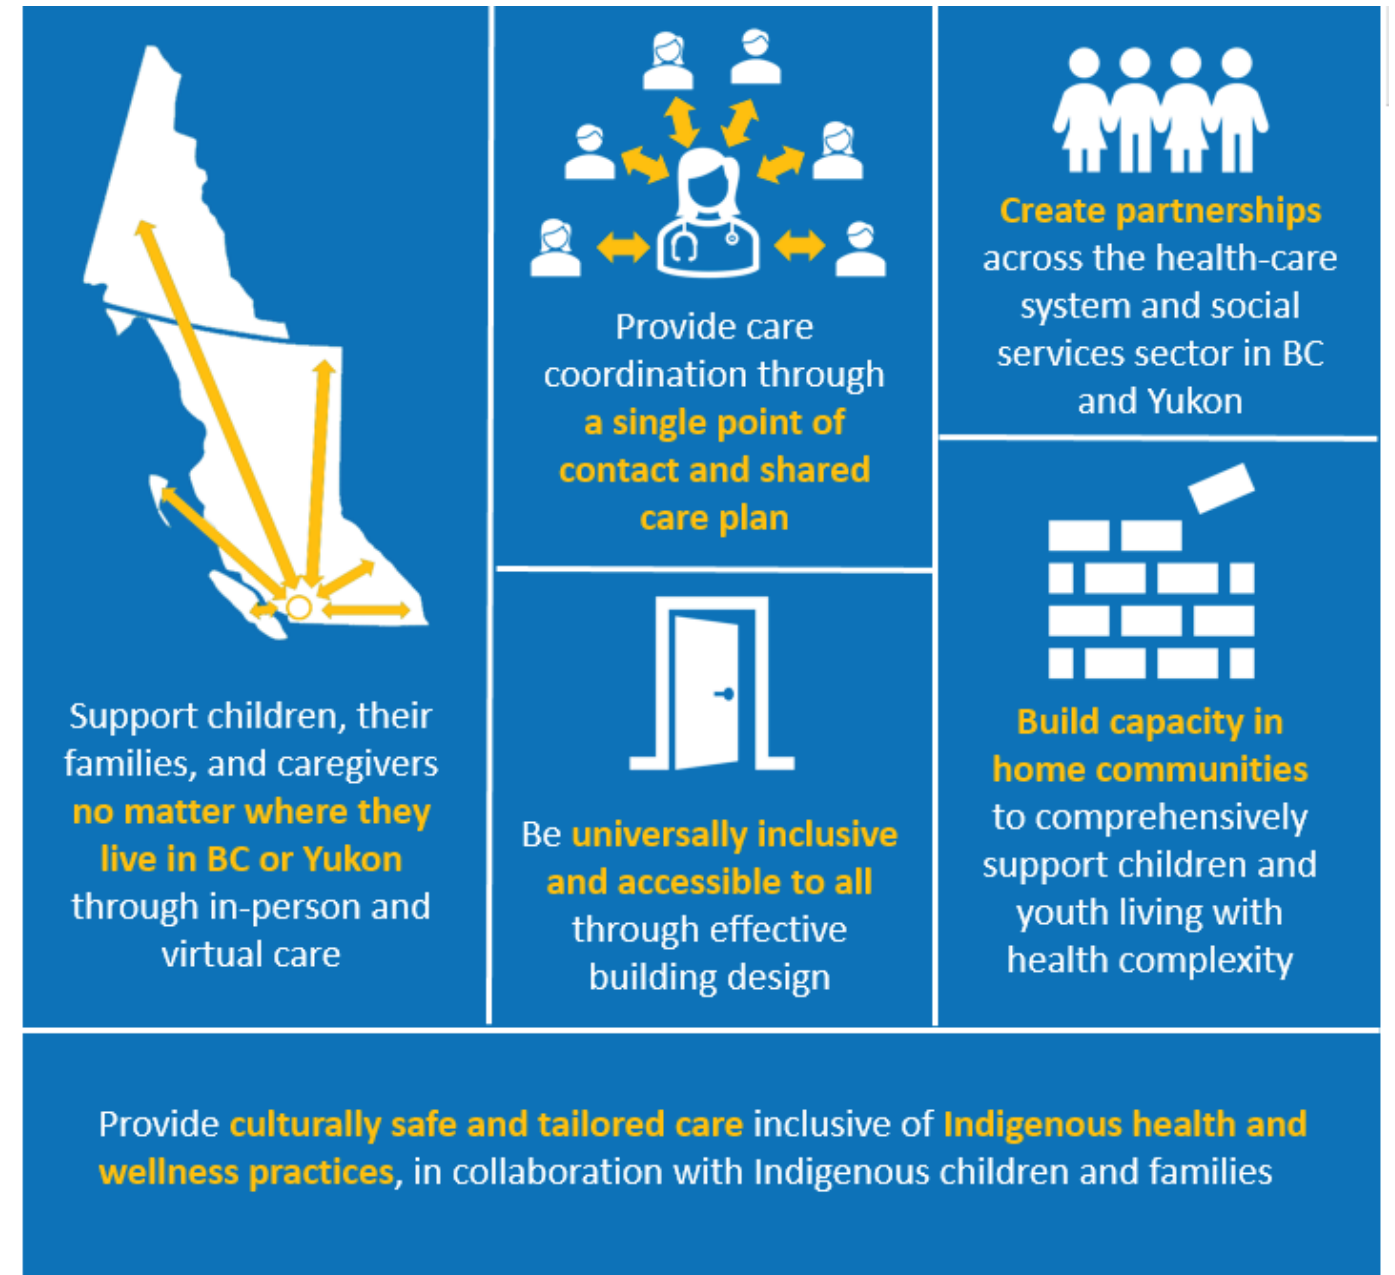 Support children, their
families, and caregivers
no matter where they
live in BC or Yukon
through in-person and
virtual care
Provide care
coordination through
a single point of
contact and shared
care plan
Be universally inclusive
and accessible to all
through effective
building design
Create partnerships
across the health-care
system and social
services sector in BC
and Yukon
Build capacity in
home communities
to comprehensively
support children and
youth living with
health complexity
Provide culturally safe and tailored care inclusive of Indigenous health and
wellness practices, in collaboration with Indigenous children and families